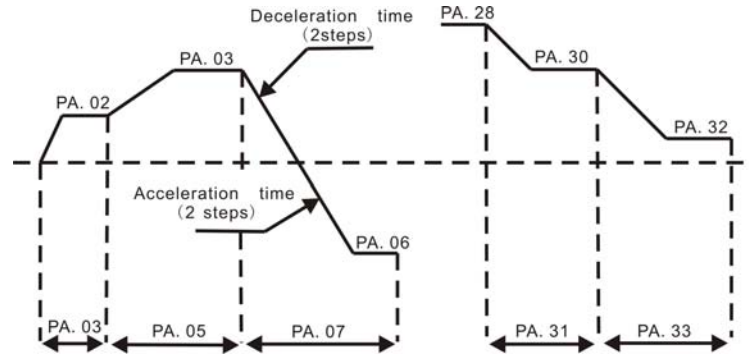 Deceleration time
(2steps)
PA. 28
PA. 03
PA. 30
PA. 02
PA. 32
Acceleration time
(2 steps)
PA. 06
PA. 03
PA. 05
PA. 07
PA. 31
PA. 33